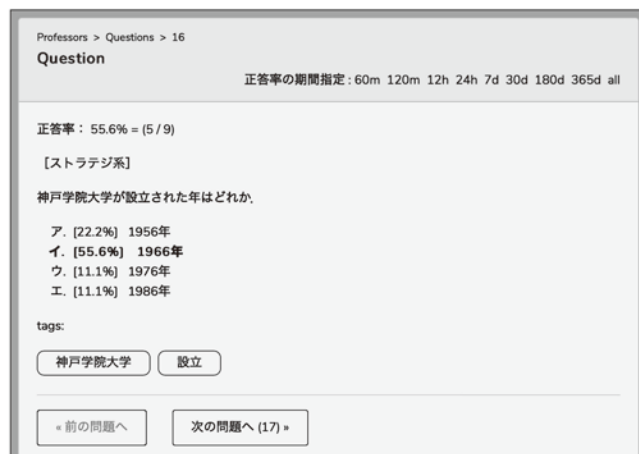 Professors > Questions > 16
Question
正答率の期間指定 : 60m 120m 12h 24h 7d 30d 180d 365d all
正答率： 55.6% = (5 / 9)
［ストラテジ系］
神戸学院大学が設立された年はどれか.
ア. [22.2%] 1956年
イ. [55.6%] 1966年
ウ. [11.1%] 1976年
エ. [11.1%] 1986年
tags:
神戸学院大学 設立
« 前の問題へ 次の問題へ (17) »